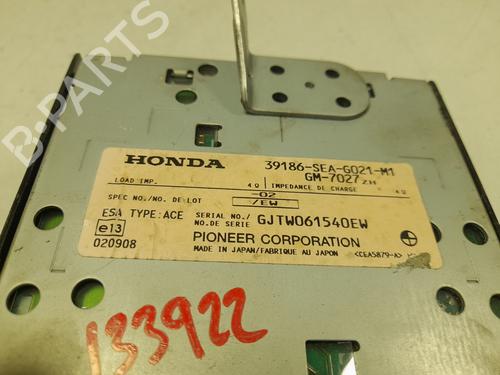 B-PARTS
HONDA 39186-SEA-G021-M1
GM-7027ZH
LOAD IMP. 4Ω IMPEDANCE DE CHARGE 4Ω
SPEC NO./NO. DE LOT -02
/EW
ESA TYPE: ACE SERIAL NO./ NO.DE SERIE GJTW061540EW
e13
020908 PIONEER CORPORATION
MADE IN JAPAN/FABRIQUE AU JAPON <CEA5879-A>
133922